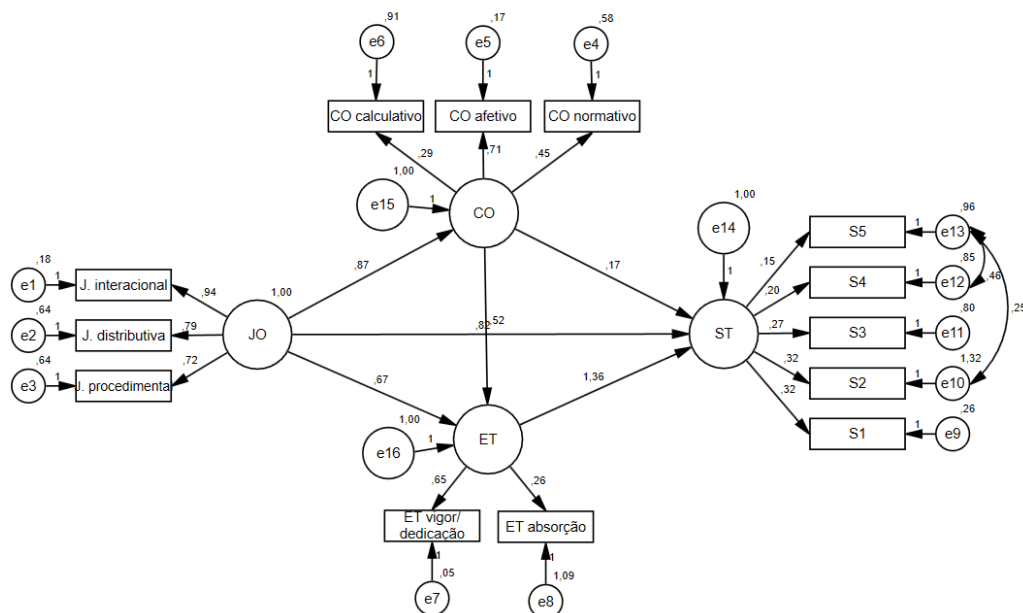 ,91
,17
,58
e6
e5
e4
1
1
1
CO calculativo
CO afetivo
CO normativo
,29
,71
,45
1,00
1,00
e15
1
CO
e14
,96
S5
1
e13
,18
,87
,17
1
,15
,85
e1
1
J. interacional
S4
1
e12
,46
,64
,94
1,00
,20
,80
,25
e2
1
J. distributiva
,79
JO
,82
,52
ST
,27
S3
1
e11
,64
,72
,32
1,32
e3
1
J. procedimenta
,67
1,36
S2
1
e10
,32
1,00
,26
ET
S1
1
e9
e16
1
,65
,26
ET vigor/
dedicação
ET absorção
1
1
,05
1,09
e7
e8